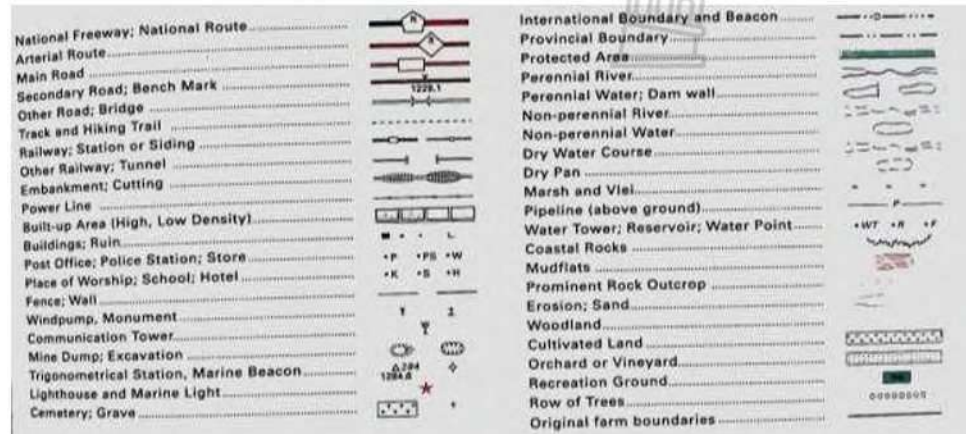 National Freeway; National Route
Arterial Route
Main Road
Secondary Road; Bench Mark
Other Road; Bridge
Track and Hiking Trail
Railway; Station or Siding
Other Railway; Tunnel
Embankment; Cutting
Power Line
Built-up Area (High, Low Density)
Buildings; Ruin
Post Office; Police Station; Store
Place of Worship; School; Hotel
Fence; Wall
Windpump, Monument
Communication Tower
Mine Dump; Excavation
Trigonometrical Station, Marine Beacon
Lighthouse and Marine Light
Cemetery; Grave
N
R
1229.1
P PS W
K S H
International Boundary and Beacon
Provincial Boundary
Protected Area
Perennial River
Perennial Water; Dam wall
Non-perennial River
Non-perennial Water
Dry Water Course
Dry Pan
Marsh and Vlei
Pipeline (above ground)
Water Tower; Reservoir; Water Point
Coastal Rocks
Mudflats
Prominent Rock Outcrop
Erosion; Sand
Woodland
Cultivated Land
Orchard or Vineyard
Recreation Ground
Row of Trees
Original farm boundaries
P
WT R F